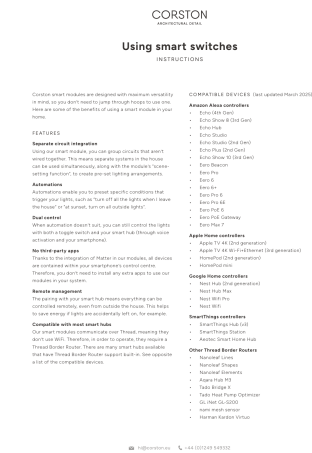 CORSTON
ARCHITECTURAL DETAIL
Using smart switches
INSTRUCTIONS
Corston smart modules are designed with maximum versatility
in mind, so you don't need to jump through hoops to use one.
Here are some of the benefits of using a smart module in your
home.
FEATURES
Separate circuit integration
Using our smart module, you can group circuits that aren't
wired together. This means separate systems in the house
can be used simultaneously, along with the module's "scene-
setting function", to create pre-set lighting arrangements.
Automations
Automations enable you to preset specific conditions that
trigger your lights, such as "turn off all the lights when I leave
the house" or "at sunset, turn on all outside lights".
Dual control
When automation doesn't suit, you can still control the lights
with both a toggle switch and your smart hub (through voice
activation and your smartphone).
No third-party apps
Thanks to the integration of Matter in our modules, all devices
are contained within your smartphone's control centre.
Therefore, you don't need to install any extra apps to use our
modules in your system.
Remote management
The pairing with your smart hub means everything can be
controlled remotely, even from outside the house. This helps
to save energy if lights are accidentally left on, for example.
Compatible with most smart hubs
Our smart modules communicate over Thread, meaning they
don't use WiFi. Therefore, in order to operate, they require a
Thread Border Router. There are many smart hubs available
that have Thread Border Router support built-in. See opposite
a list of the compatible devices.
COMPATIBLE DEVICES (last updated March 2025)
Amazon Alexa controllers
• Echo (4th Gen)
• Echo Show 8 (3rd Gen)
• Echo Hub
• Echo Studio
• Echo Studio (2nd Gen)
• Echo Plus (2nd Gen)
• Echo Show 10 (3rd Gen)
• Eero Beacon
• Eero Pro
• Eero 6
• Eero 6+
• Eero Pro 6
• Eero Pro 6E
• Eero PoE 6
• Eero PoE Gateway
• Eero Max 7
Apple Home controllers
• Apple TV 4K (2nd generation)
• Apple TV 4K Wi-Fi+Ethernet (3rd generation)
• HomePod (2nd generation)
• HomePod mini
Google Home controllers
• Nest Hub (2nd generation)
• Nest Hub Max
• Nest Wifi Pro
• Nest Wifi
SmartThings controllers
• SmartThings Hub (v3)
• SmartThings Station
• Aeotec Smart Home Hub
Other Thread Border Routers
• Nanoleaf Lines
• Nanoleaf Shapes
• Nanoleaf Elements
• Aqara Hub M3
• Tado Bridge X
• Tado Heat Pump Optimizer
• GL.iNet GL-S200
• nami mesh sensor
• Harman Kardon Virtuo
hi@corston.eu